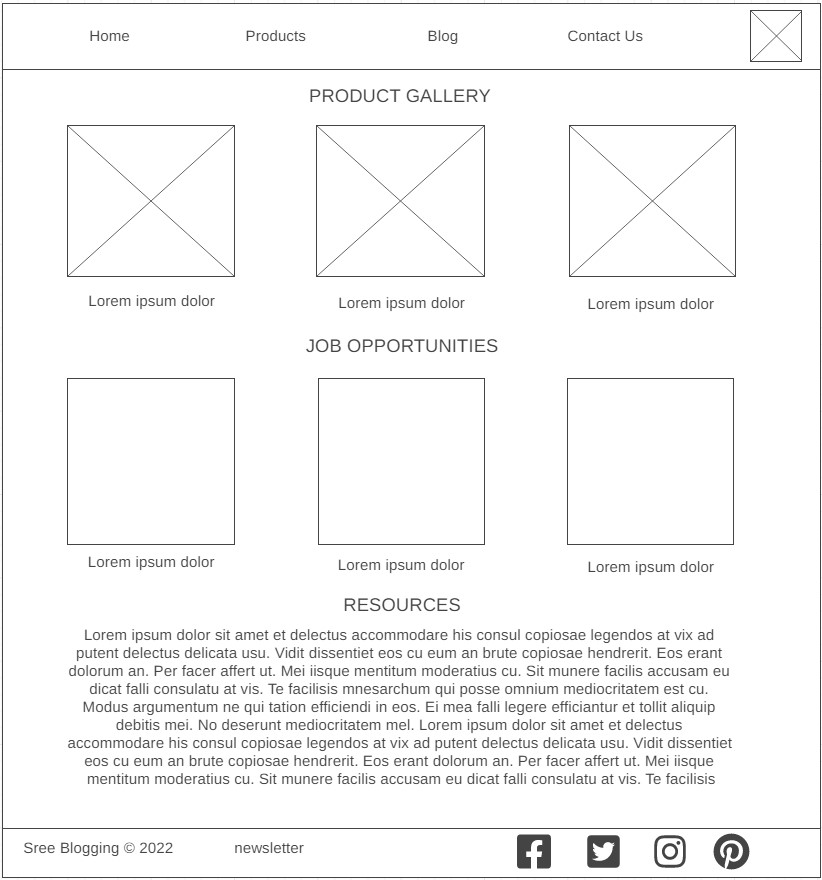 Home Products Blog Contact Us
PRODUCT GALLERY
Lorem ipsum dolor Lorem ipsum dolor Lorem ipsum dolor
JOB OPPORTUNITIES
Lorem ipsum dolor Lorem ipsum dolor Lorem ipsum dolor
RESOURCES
Lorem ipsum dolor sit amet et delectus accommodare his consul copiosae legendos at vix ad
putent delectus delicata usu. Vidit dissentiet eos cu eum an brute copiosae hendrerit. Eos erant
dolorum an. Per facer affert ut. Mei iisque mentitum moderatius cu. Sit munere facilis accusam eu
dicat falli consulatu at vis. Te facilisis mnesarchum qui posse omnium mediocritatem est cu.
Modus argumentum ne qui tation efficiendi in eos. Ei mea falli legere efficiantur et tollit aliquip
debitis mei. No deserunt mediocritatem mel. Lorem ipsum dolor sit amet et delectus
accommodare his consul copiosae legendos at vix ad putent delectus delicata usu. Vidit dissentiet
eos cu eum an brute copiosae hendrerit. Eos erant dolorum an. Per facer affert ut. Mei iisque
mentitum moderatius cu. Sit munere facilis accusam eu dicat falli consulatu at vis. Te facilisis
Sree Blogging © 2022 newsletter